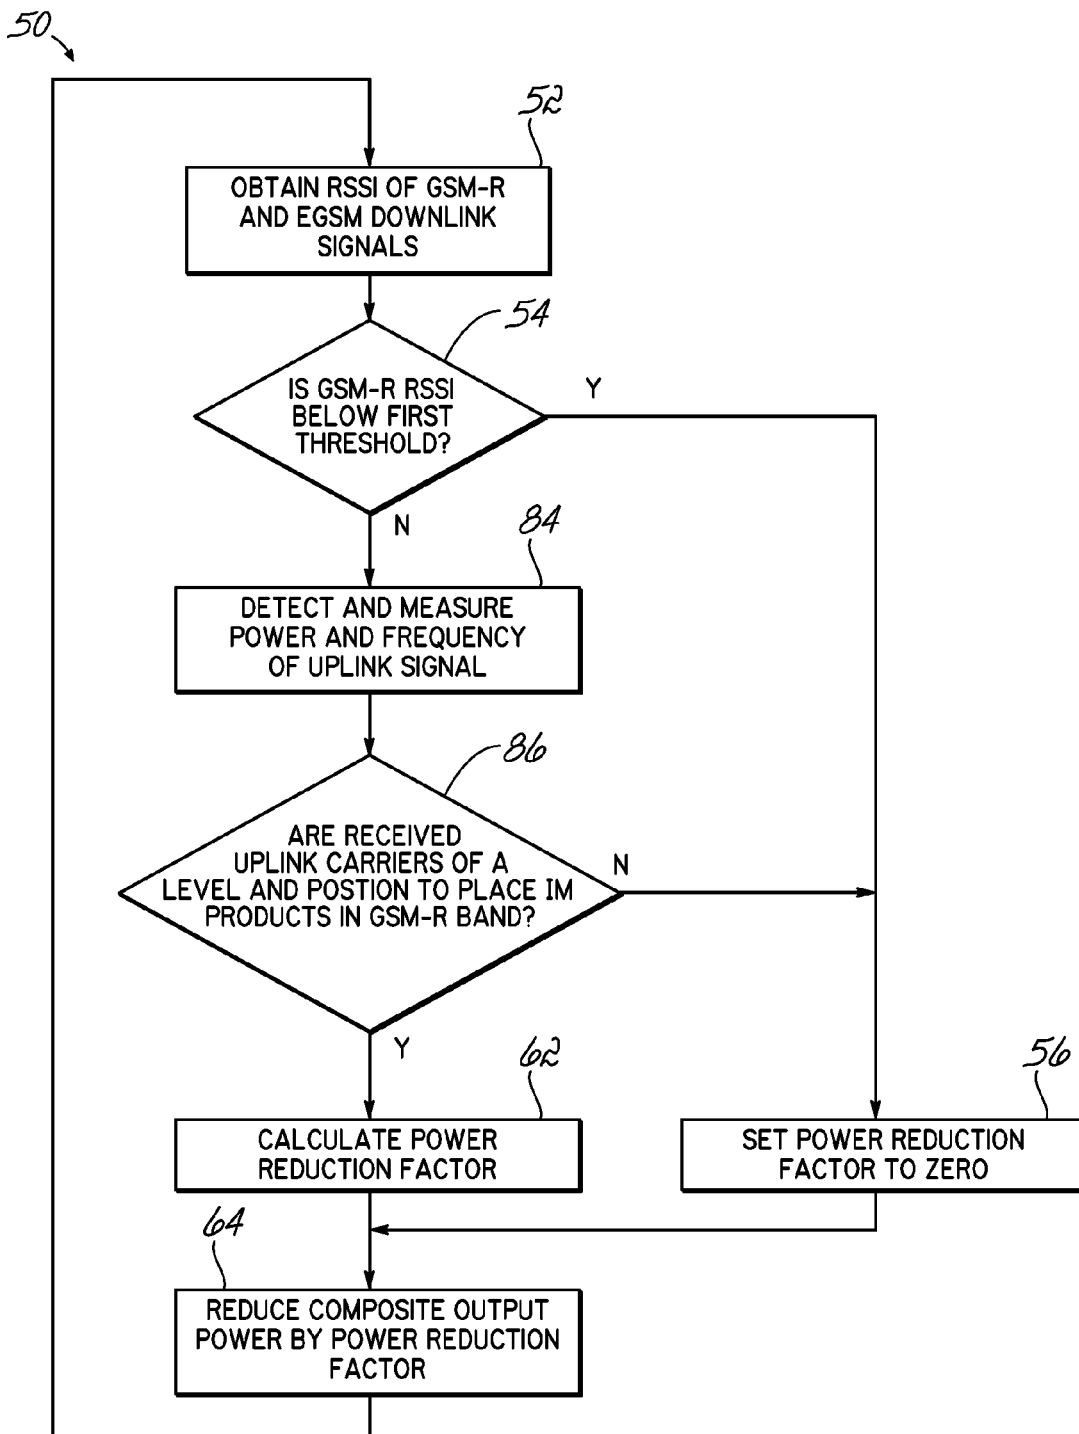 50
52
OBTAIN RSSI OF GSM-R
AND EGSM DOWNLINK
SIGNALS
54
IS GSM-R RSSI
BELOW FIRST
THRESHOLD?
Y
N
84
DETECT AND MEASURE
POWER AND FREQUENCY
OF UPLINK SIGNAL
86
ARE RECEIVED
UPLINK CARRIERS OF A
LEVEL AND POSTION TO PLACE IM
PRODUCTS IN GSM-R BAND?
N
Y
62
CALCULATE POWER
REDUCTION FACTOR
56
SET POWER REDUCTION
FACTOR TO ZERO
64
REDUCE COMPOSITE OUTPUT
POWER BY POWER REDUCTION
FACTOR